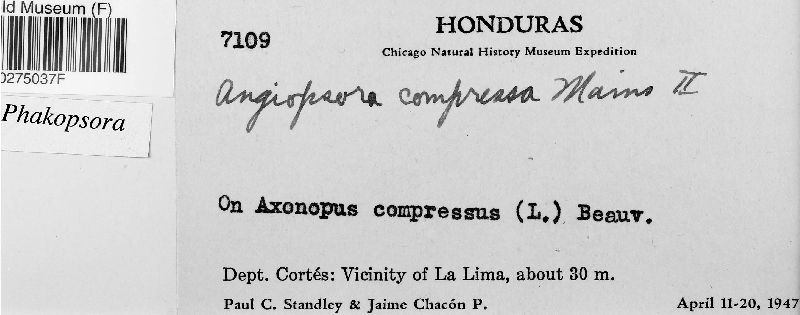 ld Museum (F)
0275037F
Phakopsora
7109
HONDURAS
Chicago Natural History Museum Expedition
Angiopsora compressa Mains II
On Axonopus compressus (L.) Beauv.
Dept. Cortés: Vicinity of La Lima, about 30 m.
Paul C. Standley & Jaime Chacón P.
April 11-20, 1947